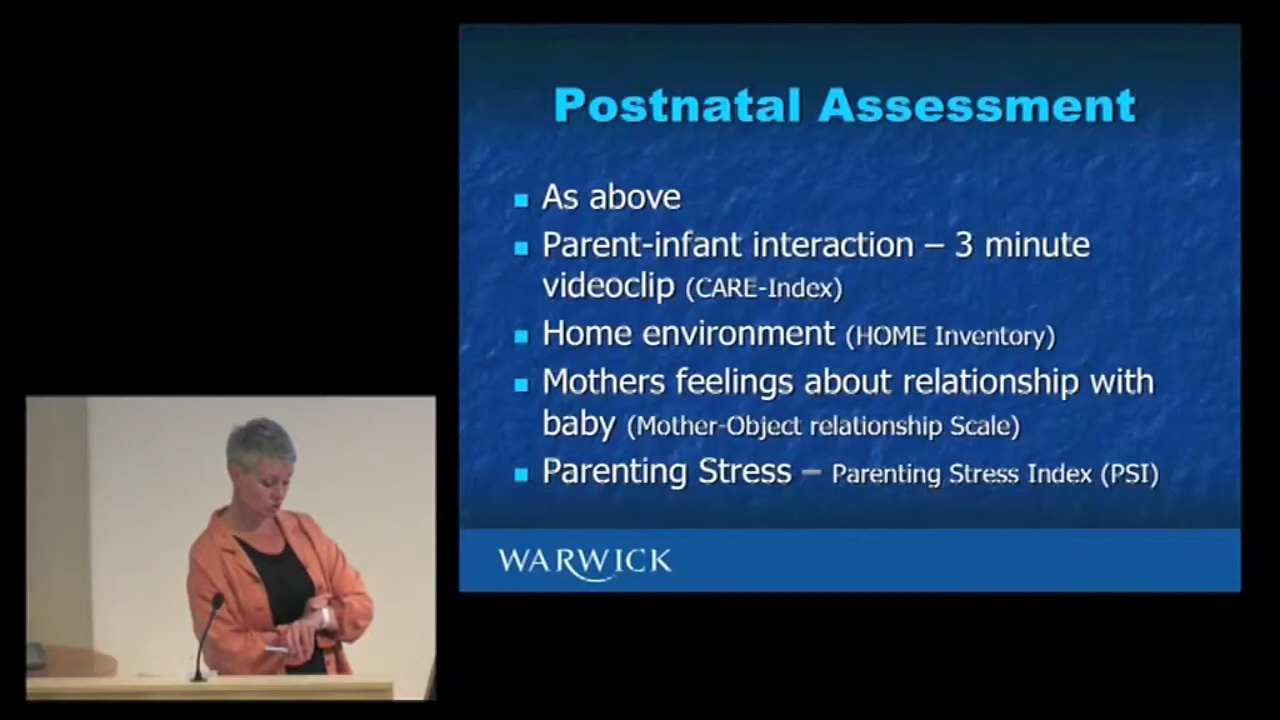 Postnatal Assessment
As above
Parent-infant interaction – 3 minute
videoclip (CARE-Index)
Home environment (HOME Inventory)
Mothers feelings about relationship with
baby (Mother-Object relationship Scale)
Parenting Stress – Parenting Stress Index (PSI)
WARWICK